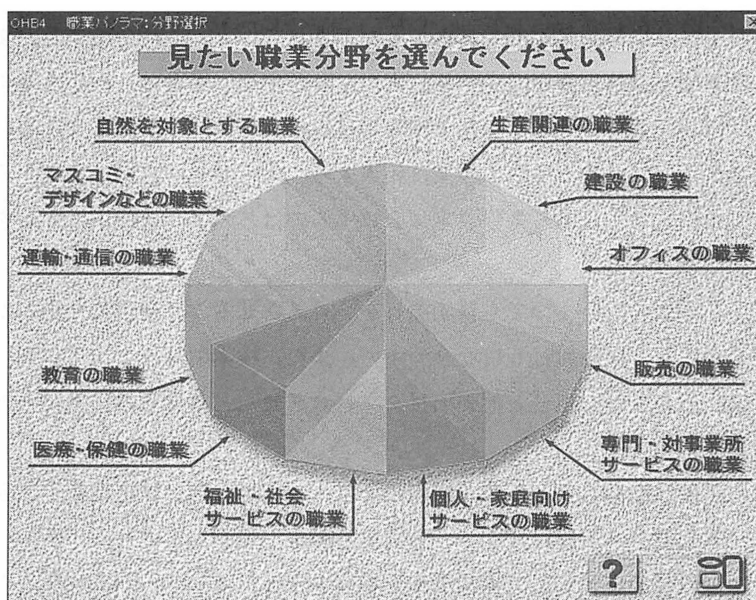 OHB4 職業パノラマ:分野選択
見たい職業分野を選んでください
自然を対象とする職業
生産関連の職業
マスコミ・
デザインなどの職業
建設の職業
運輸・通信の職業
オフィスの職業
教育の職業
販売の職業
医療・保健の職業
専門・対事業所
サービスの職業
福祉・社会
サービスの職業
個人・家庭向け
サービスの職業
?